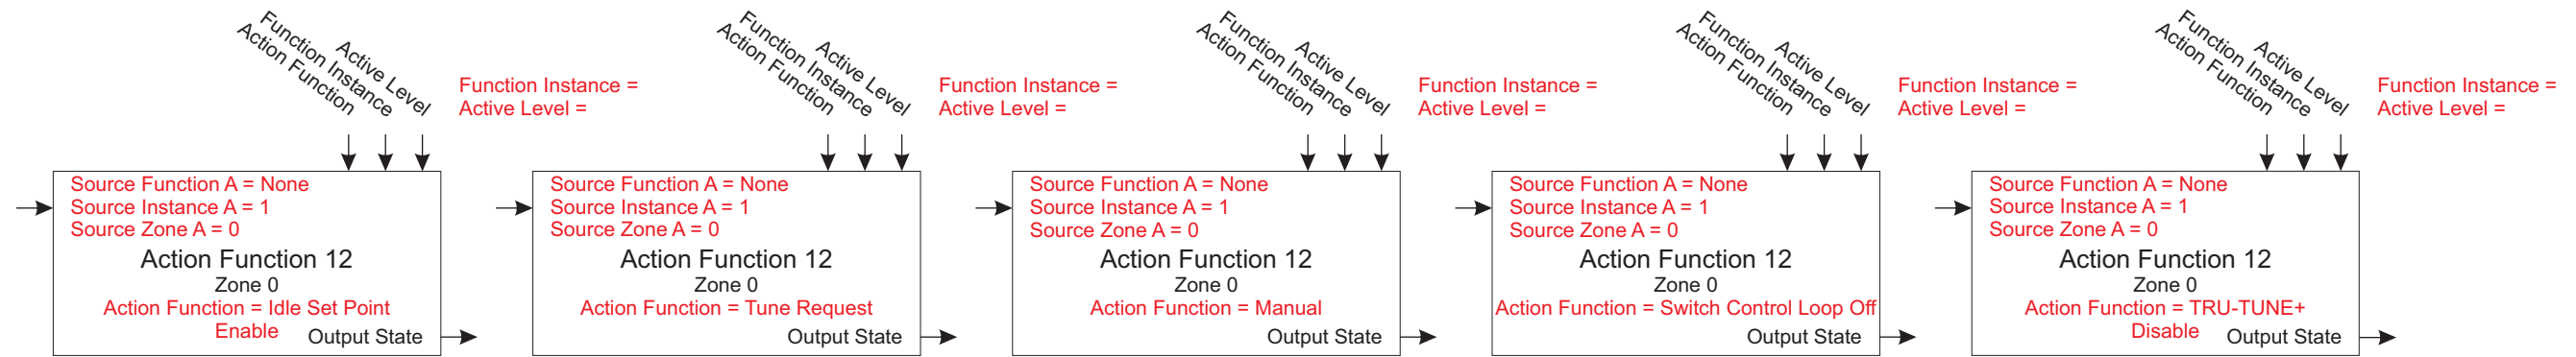 Function Instance
Action Function
Active Level
Function Instance =
Active Level =
Source Function A = None
Source Instance A = 1
Source Zone A = 0
Action Function 12
Zone 0
Action Function = Idle Set Point
Enable
Output State
Function Instance
Action Function
Active Level
Function Instance =
Active Level =
Source Function A = None
Source Instance A = 1
Source Zone A = 0
Action Function 12
Zone 0
Action Function = Tune Request
Output State
Function Instance
Action Function
Active Level
Function Instance =
Active Level =
Source Function A = None
Source Instance A = 1
Source Zone A = 0
Action Function 12
Zone 0
Action Function = Manual
Output State
Function Instance
Action Function
Active Level
Function Instance =
Active Level =
Source Function A = None
Source Instance A = 1
Source Zone A = 0
Action Function 12
Zone 0
Action Function = Switch Control Loop Off
Output State
Function Instance
Action Function
Active Level
Function Instance =
Active Level =
Source Function A = None
Source Instance A = 1
Source Zone A = 0
Action Function 12
Zone 0
Action Function = TRU-TUNE+
Disable
Output State